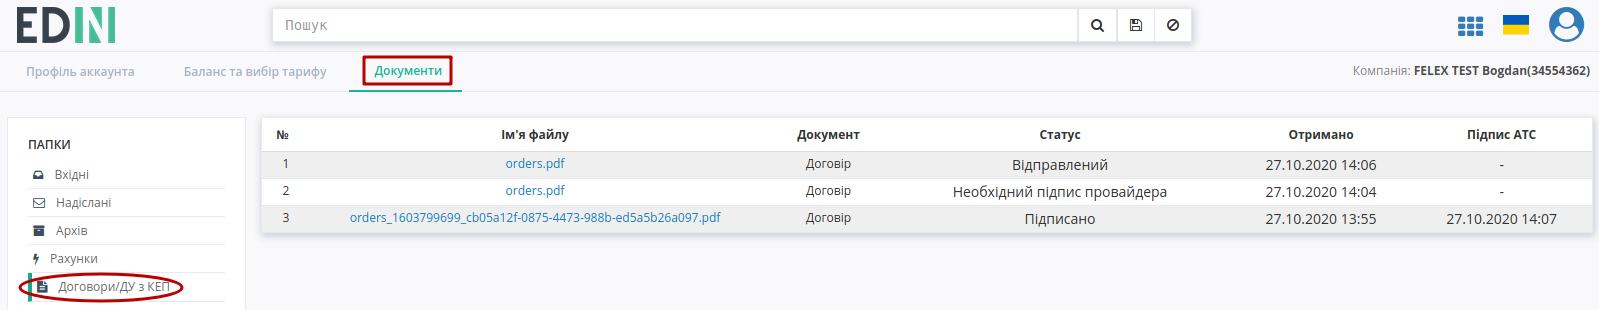 EDIN
Пошук
Профіль аккаунта Баланс та вибір тарифу Документи Компанія: FELEX TEST Bogdan(34554362)
ПАПКИ
Вхідні
Надіслані
Архів
Рахунки
Договори/ДУ з КЕП
№ Ім'я файлу Документ Статус Отримано Підпис АТС
1 orders.pdf Договір Відправлений 27.10.2020 14:06 -
2 orders.pdf Договір Необхідний підпис провайдера 27.10.2020 14:04 -
3 orders_1603799699_cb05a12f-0875-4473-988b-ed5a5b26a097.pdf Договір Підписано 27.10.2020 13:55 27.10.2020 14:07